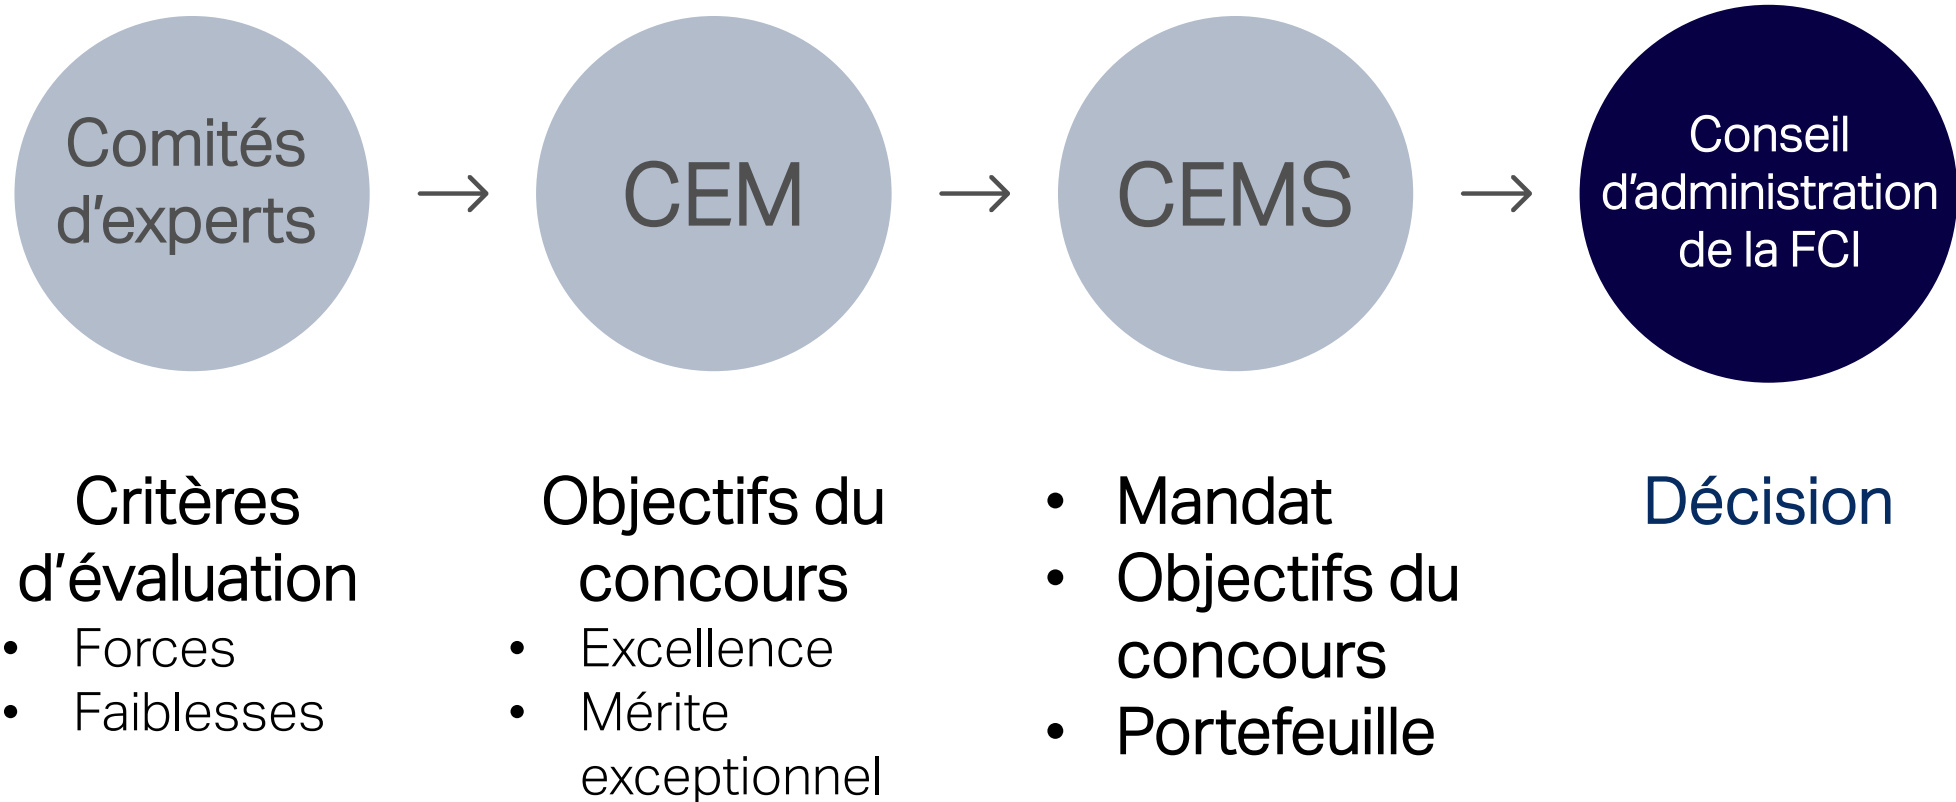 Comités
d’experts
→
CEM
→
CEMS
→
Conseil
d’administration
de la FCI
Critères
d’évaluation
• Forces
• Faiblesses
Objectifs du
concours
• Excellence
• Mérite
exceptionnel
• Mandat
• Objectifs du
concours
• Portefeuille
Décision